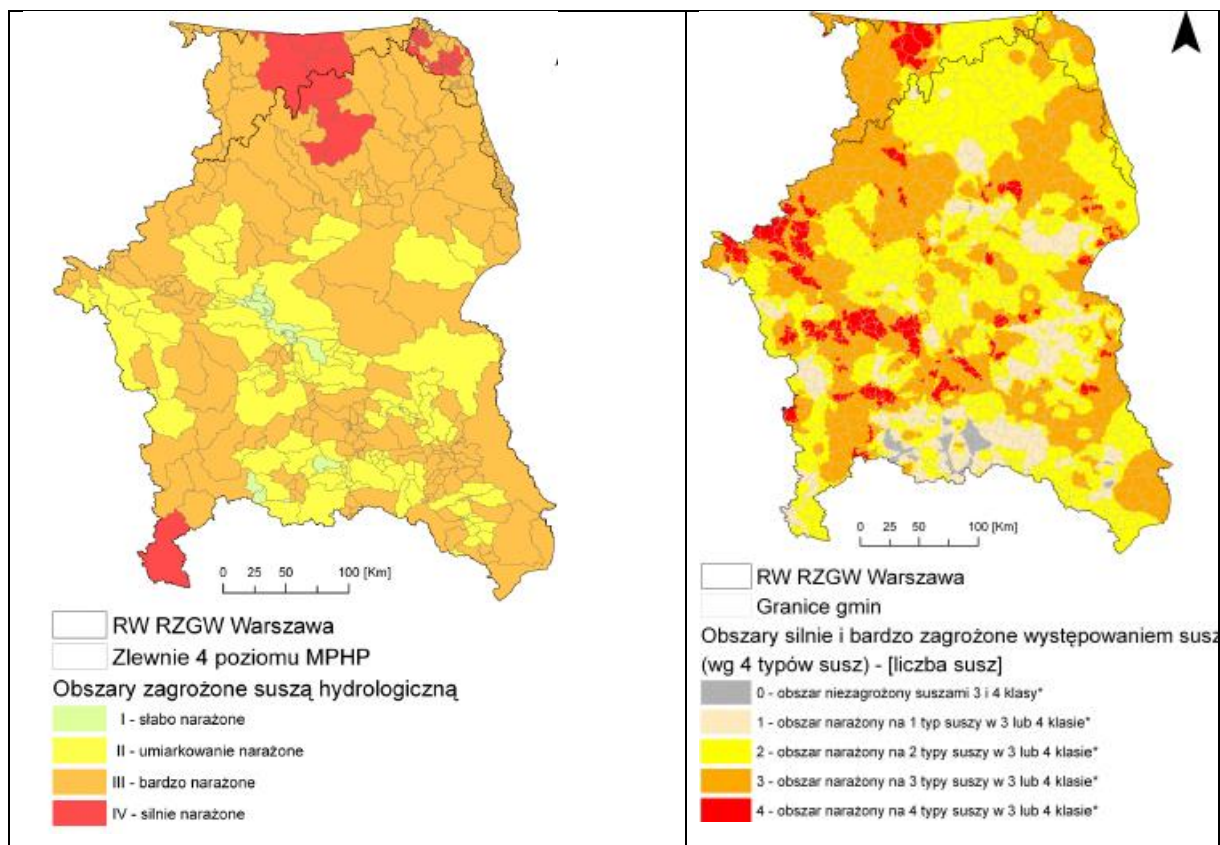 0 25 50 100 [Km]
RW RZGW Warszawa
Zlewnie 4 poziomu MPHP
Obszary zagrożone suszą hydrologiczną
I - słabo narażone
II - umiarkowanie narażone
III - bardzo narażone
IV - silnie narażone
0 25 50 100 [Km]
RW RZGW Warszawa
Granice gmin
Obszary silnie i bardzo zagrożone występowaniem susz
(wg 4 typów susz) - [liczba susz]
0 - obszar niezagrożony suszami 3 i 4 klasy*
1 - obszar narażony na 1 typ suszy w 3 lub 4 klasie*
2 - obszar narażony na 2 typy suszy w 3 lub 4 klasie*
3 - obszar narażony na 3 typy suszy w 3 lub 4 klasie*
4 - obszar narażony na 4 typy suszy w 3 lub 4 klasie*